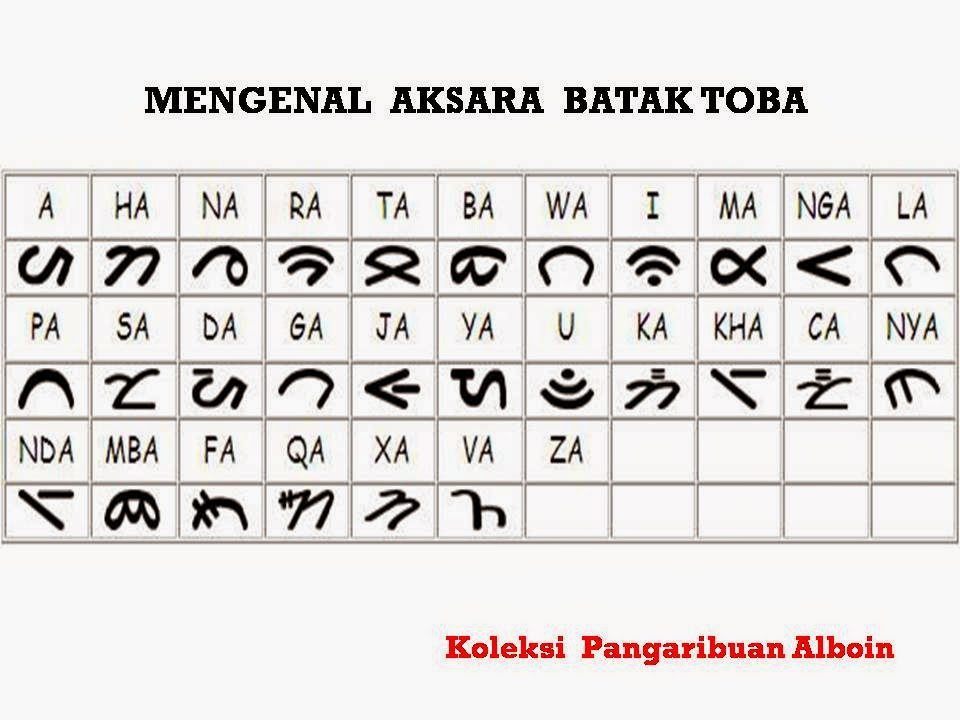 MENGENAL AKSARA BATAK TOBA
A HA NA RA TA BA WA I MA NGA LA
ᯀ ᯂ ᯉ ᯒ ᯖ ᯅ ᯋ ᯤ ᯔ ᯝ ᯞ
PA SA DA GA JA YA U KA KHA CA NYA
ᯇ ᯘ ᯑ ᯎ ᯐ ᯛ ᯥ
NDA MBA FA QA XA VA ZA
Koleksi Pangaribuan Alboin